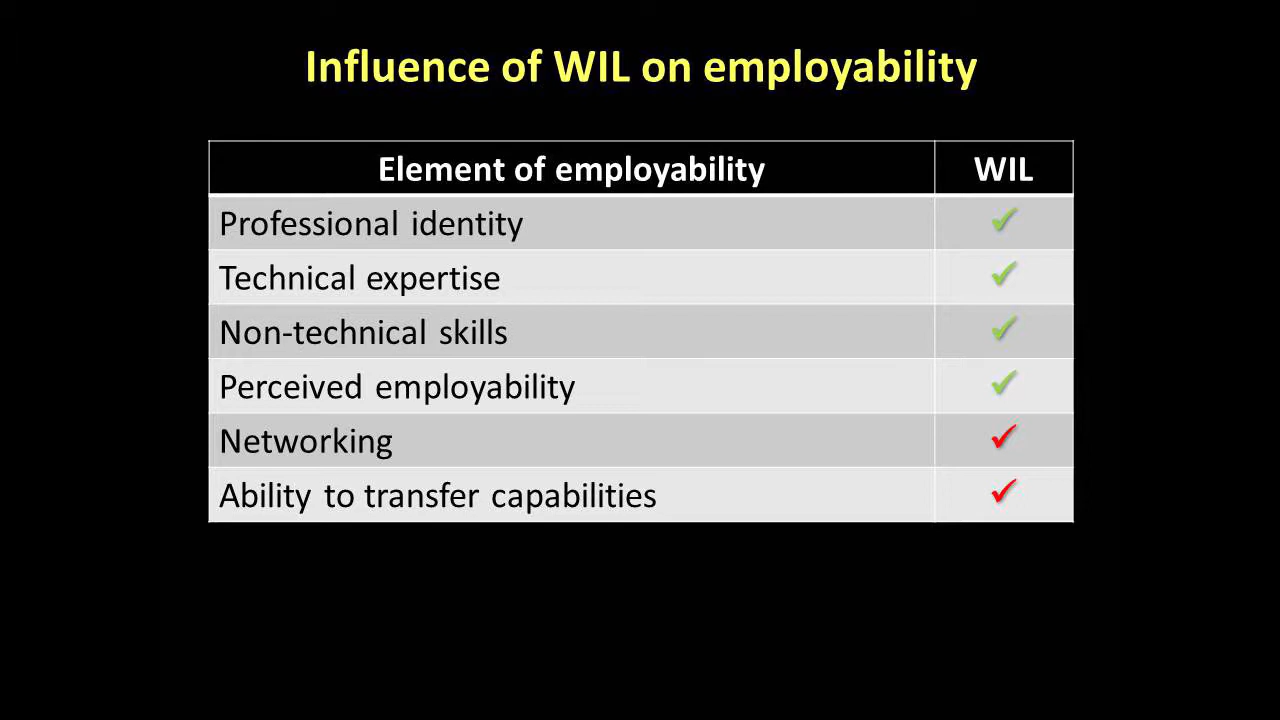 Influence of WIL on employability
Element of employability WIL
Professional identity ✓
Technical expertise ✓
Non-technical skills ✓
Perceived employability ✓
Networking ✓
Ability to transfer capabilities ✓